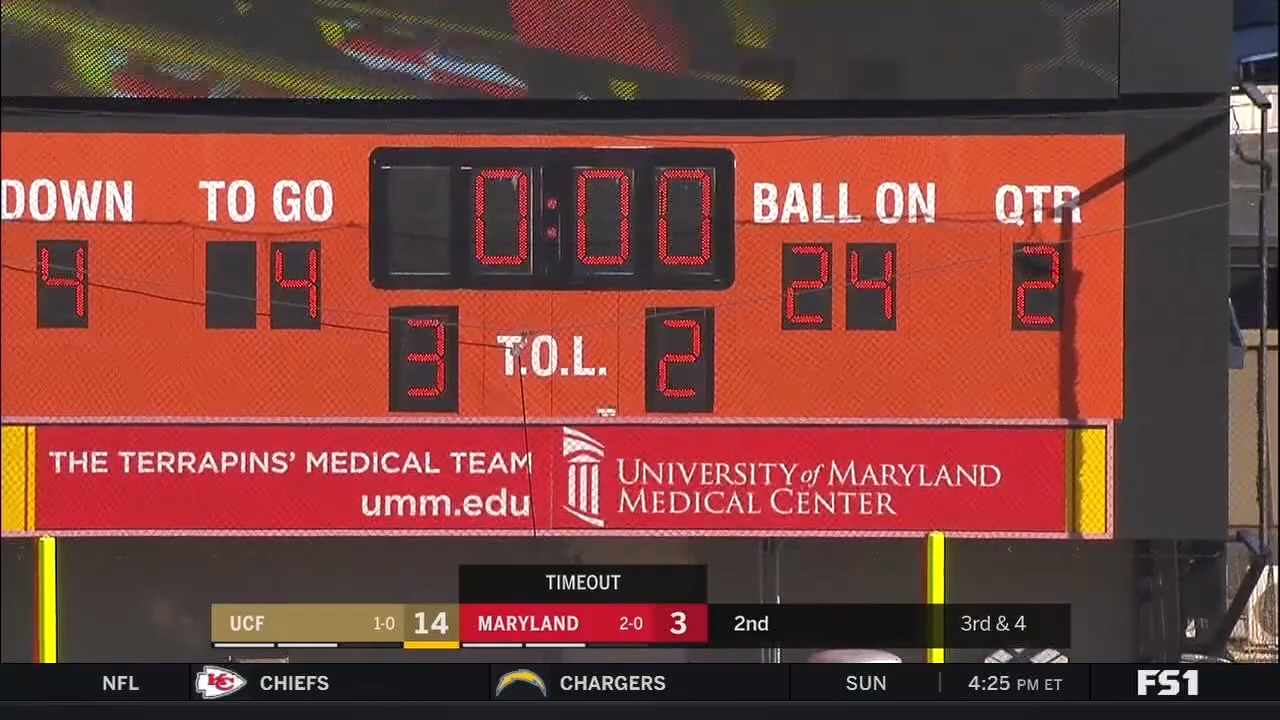 DOWN TO GO 0:00 BALL ON QTR
4 4 24 2
3 T.O.L. 2
THE TERRAPINS' MEDICAL TEAM
umm.edu
UNIVERSITY of MARYLAND
MEDICAL CENTER
TIMEOUT
UCF 1-0 14 MARYLAND 2-0 3 2nd 3rd & 4
NFL KC CHIEFS CHARGERS SUN 4:25 PM ET FS1